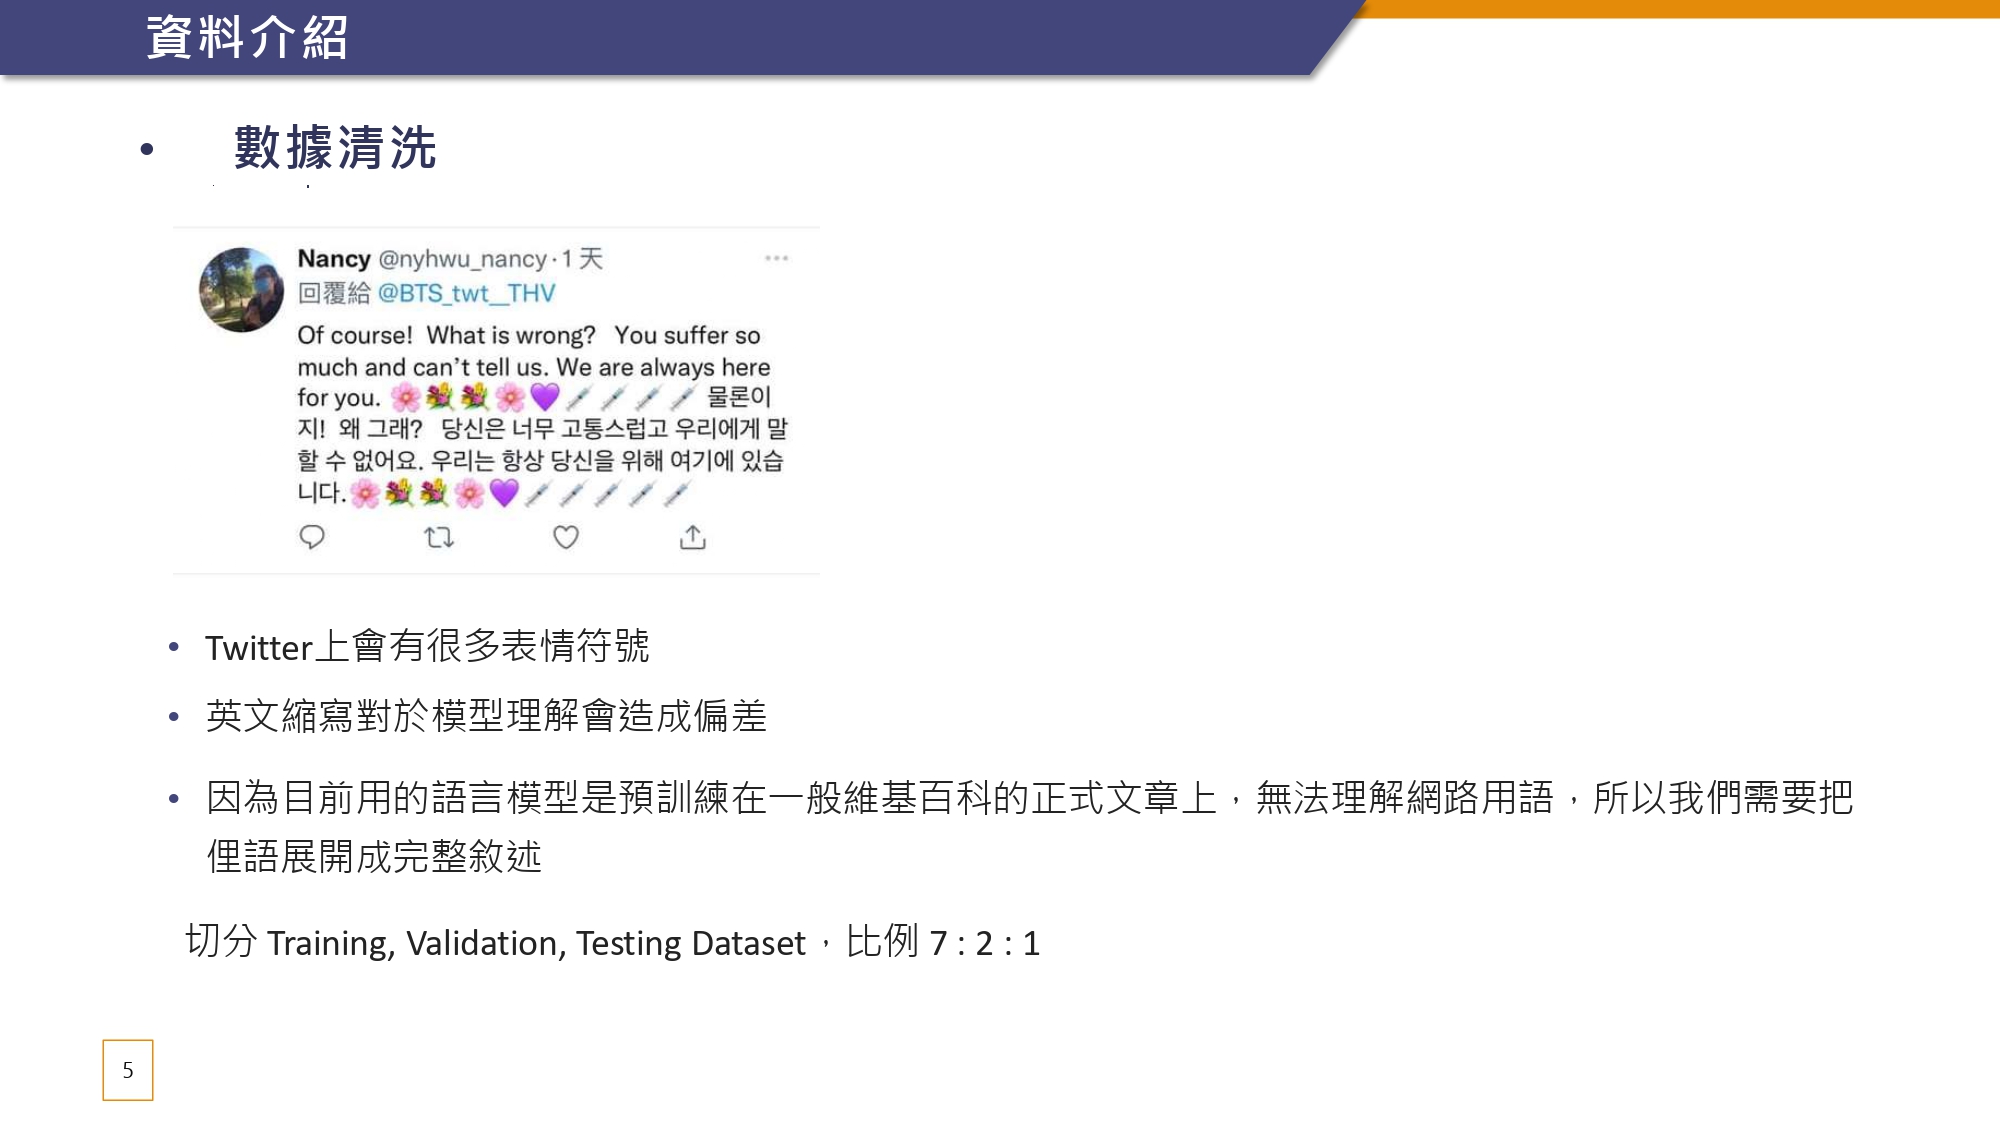 資料介紹
• 數據清洗
Nancy @nyhwu_nancy · 1 天
回覆給 @BTS_twt__THV
Of course! What is wrong? You suffer so
much and can’t tell us. We are always here
for you. 🌸💐💐🌸💜💉💉💉💉 물론이
지! 왜 그래? 당신은 너무 고통스럽고 우리에게 말
할 수 없어요. 우리는 항상 당신을 위해 여기에 있습
니다.🌸💐💐🌸💜💉💉💉💉💉
• Twitter上會有很多表情符號
• 英文縮寫對於模型理解會造成偏差
• 因為目前用的語言模型是預訓練在一般維基百科的正式文章上，無法理解網路用語，所以我們需要把
俚語展開成完整敘述
切分 Training, Validation, Testing Dataset，比例 7 : 2 : 1
5